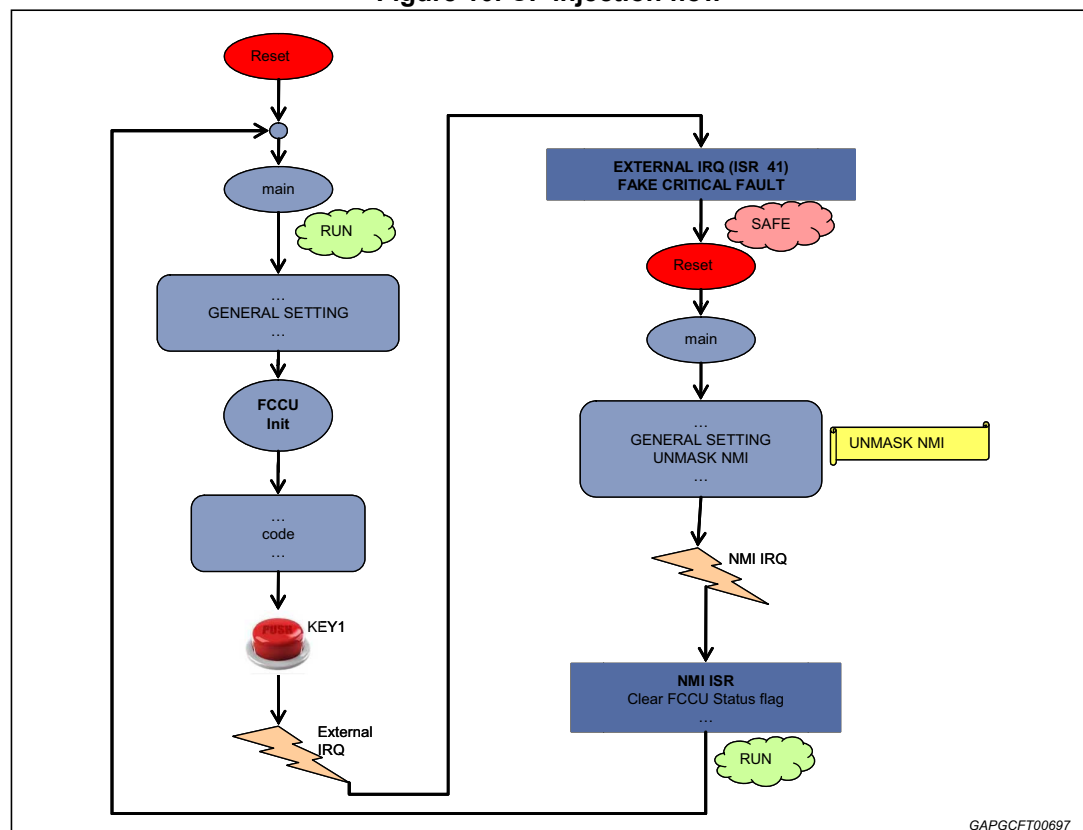 Reset
main
RUN
…
GENERAL SETTING
…
FCCU
Init
…
code
…
PUSH
KEY1
External
IRQ
EXTERNAL IRQ (ISR 41)
FAKE CRITICAL FAULT
SAFE
Reset
main
…
GENERAL SETTING
UNMASK NMI
…
UNMASK NMI
NMI IRQ
NMI ISR
Clear FCCU Status flag
…
RUN
GAPGCFT00697